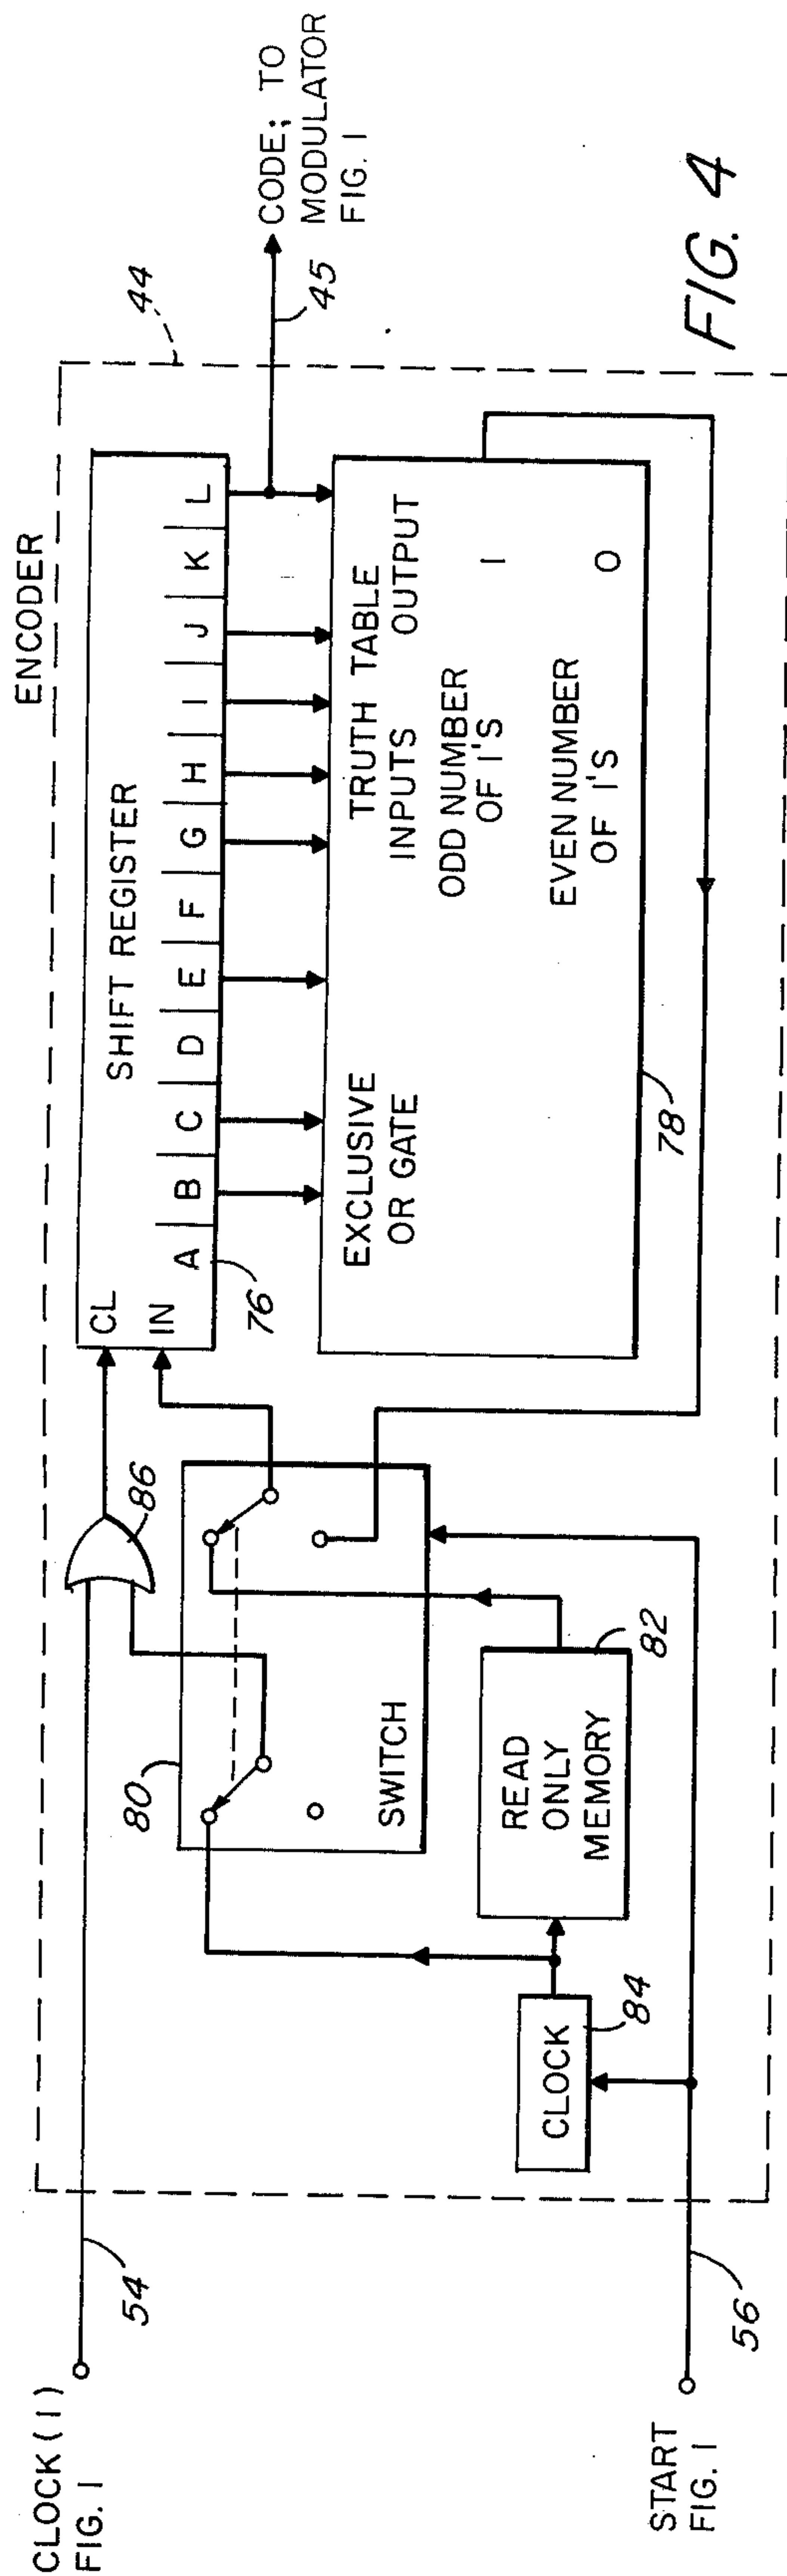 CLOCK (1)
FIG. 1
54
START
FIG. 1
56
ENCODER
44
86
CL
IN
SHIFT REGISTER
A B C D E F G H I J K L
76
45
CODE; TO
MODULATOR
FIG. 1
80
SWITCH
CLOCK
84
READ
ONLY
MEMORY
82
EXCLUSIVE
OR GATE
TRUTH TABLE
INPUTS OUTPUT
ODD NUMBER
OF 1'S
1
EVEN NUMBER
OF 1'S
0
78
FIG. 4